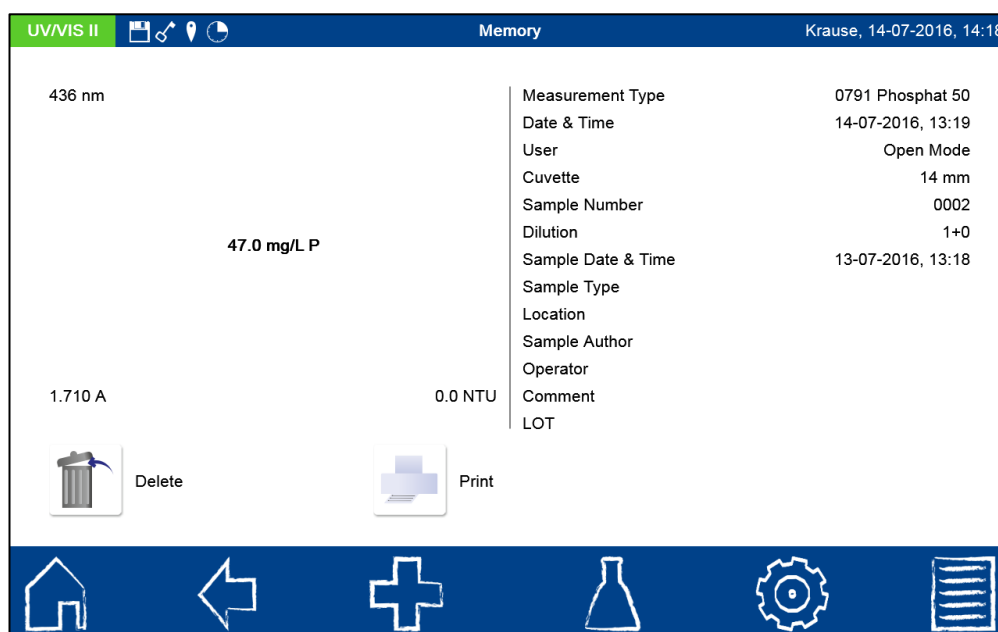 UV/VIS II Memory Krause, 14-07-2016, 14:18
436 nm
47.0 mg/L P
1.710 A 0.0 NTU
Measurement Type 0791 Phosphat 50
Date & Time 14-07-2016, 13:19
User Open Mode
Cuvette 14 mm
Sample Number 0002
Dilution 1+0
Sample Date & Time 13-07-2016, 13:18
Sample Type
Location
Sample Author
Operator
Comment
LOT
Delete Print